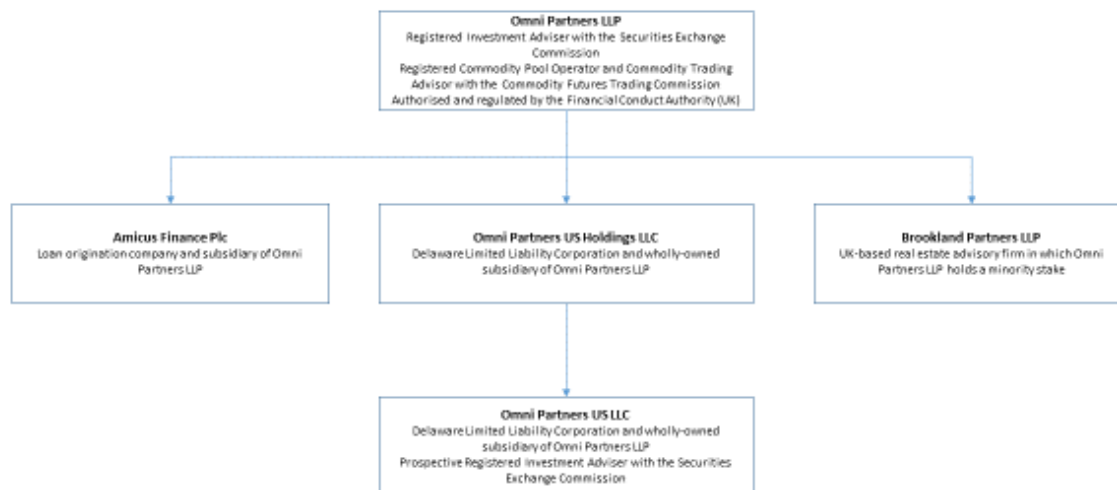 Omni Partners LLP
Registered Investment Adviser with the Securities Exchange
Commission
Registered Commodity Pool Operator and Commodity Trading
Advisor with the Commodity Futures Trading Commission
Authorised and regulated by the Financial Conduct Authority (UK)
Amicus Finance Plc
Loan origination company and subsidiary of Omni
Partners LLP
Omni Partners US Holdings LLC
Delaware Limited Liability Corporation and wholly-owned
subsidiary of Omni Partners LLP
Brookland Partners LLP
UK-based real estate advisory firm in which Omni
Partners LLP holds a minority stake
Omni Partners US LLC
Delaware Limited Liability Corporation and wholly-owned
subsidiary of Omni Partners LLP
Prospective Registered Investment Adviser with the Securities
Exchange Commission